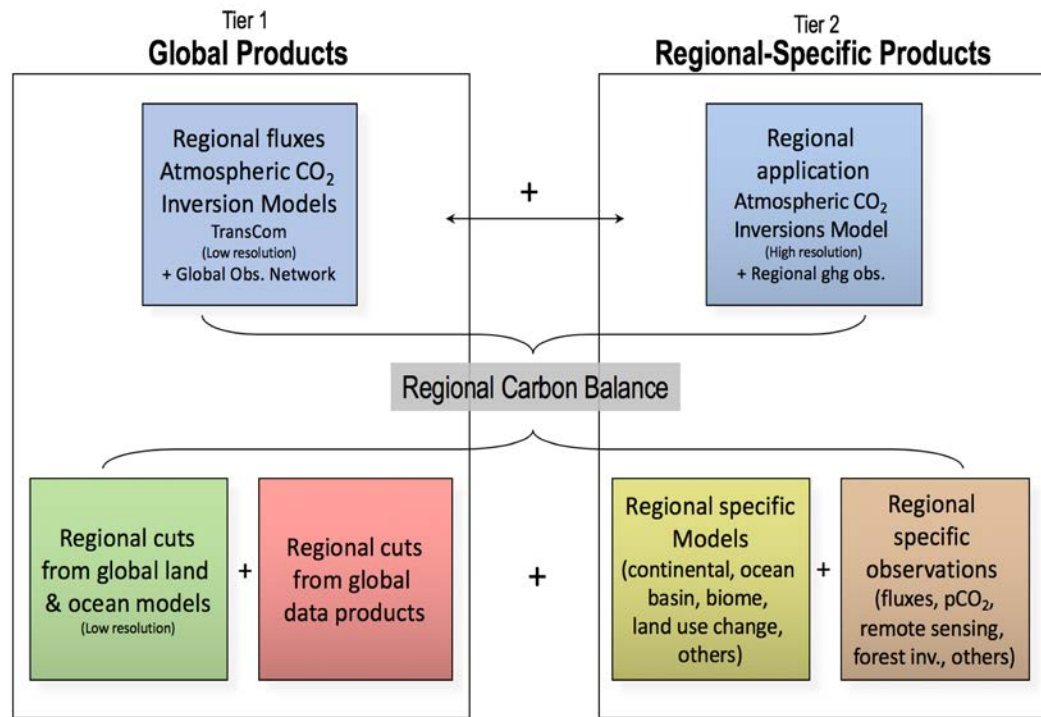 Tier 1
Global Products
Tier 2
Regional-Specific Products
Regional fluxes
Atmospheric CO₂
Inversion Models
TransCom
(Low resolution)
+ Global Obs. Network
+
Regional
application
Atmospheric CO₂
Inversions Model
(High resolution)
+ Regional ghg obs.
Regional Carbon Balance
Regional cuts
from global land
& ocean models
(Low resolution)
+
Regional cuts
from global
data products
+
Regional specific
Models
(continental, ocean
basin, biome,
land use change,
others)
+
Regional
specific
observations
(fluxes, pCO₂,
remote sensing,
forest inv., others)